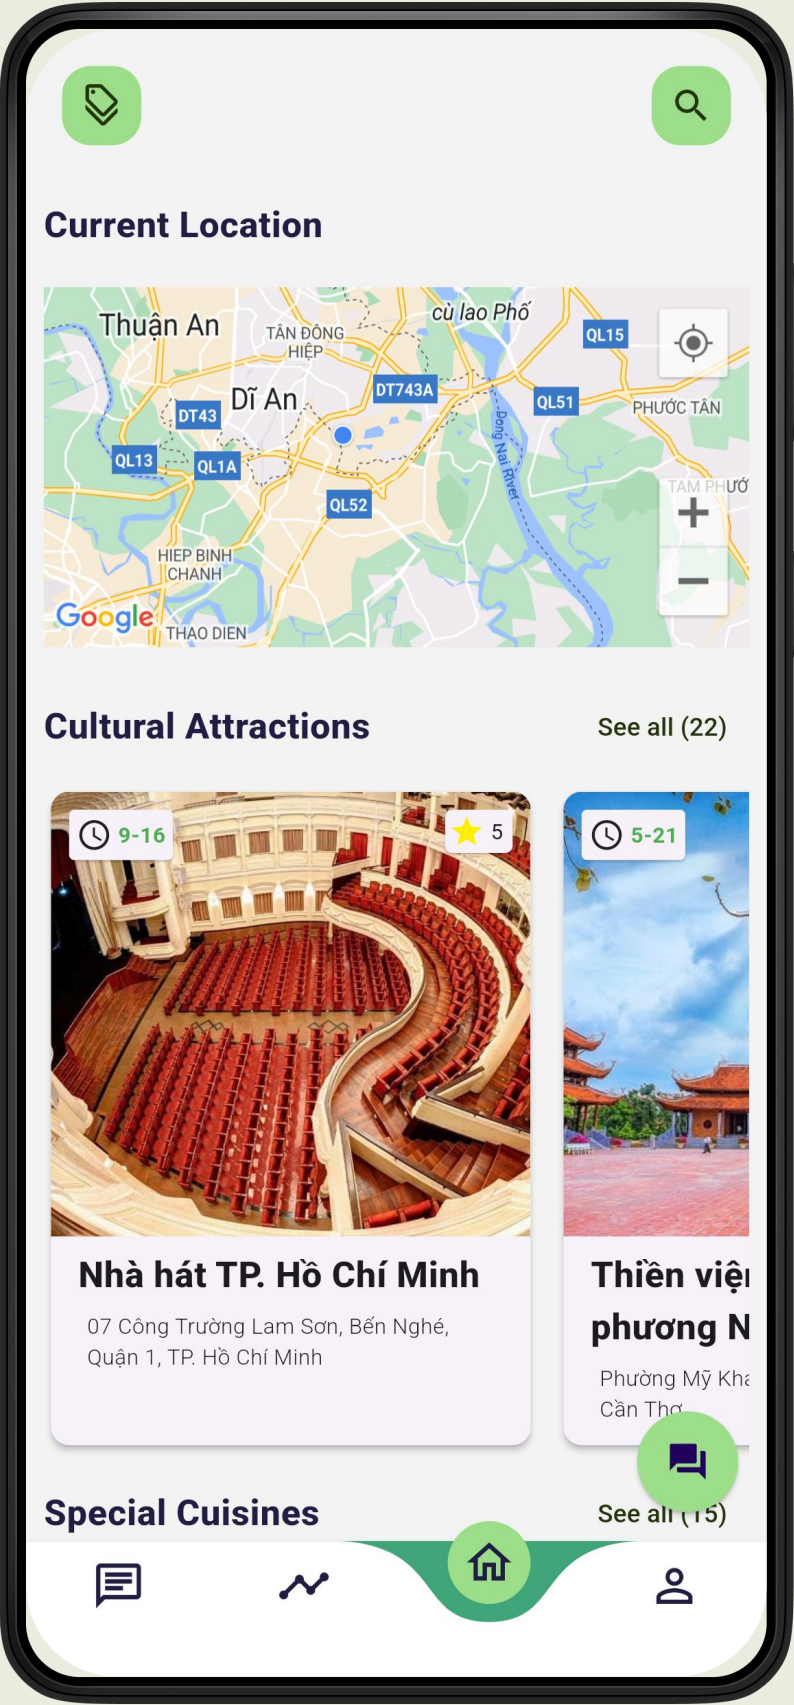 Current Location
Thuận An
TÂN ĐÔNG
HIỆP
cù lao Phố
QL15
Dĩ An
DT743A
QL51
DT43
PHƯỚC TÂN
QL13
QL1A
Dong Nai River
QL52
TAM PHƯỚ
HIEP BINH
CHANH
Google
THAO DIEN
Cultural Attractions
See all (22)
9-16
5
5-21
Nhà hát TP. Hồ Chí Minh
07 Công Trường Lam Sơn, Bến Nghé,
Quận 1, TP. Hồ Chí Minh
Thiền viện
phương N
Phường Mỹ Kha
Cần Thơ
Special Cuisines
See all (15)